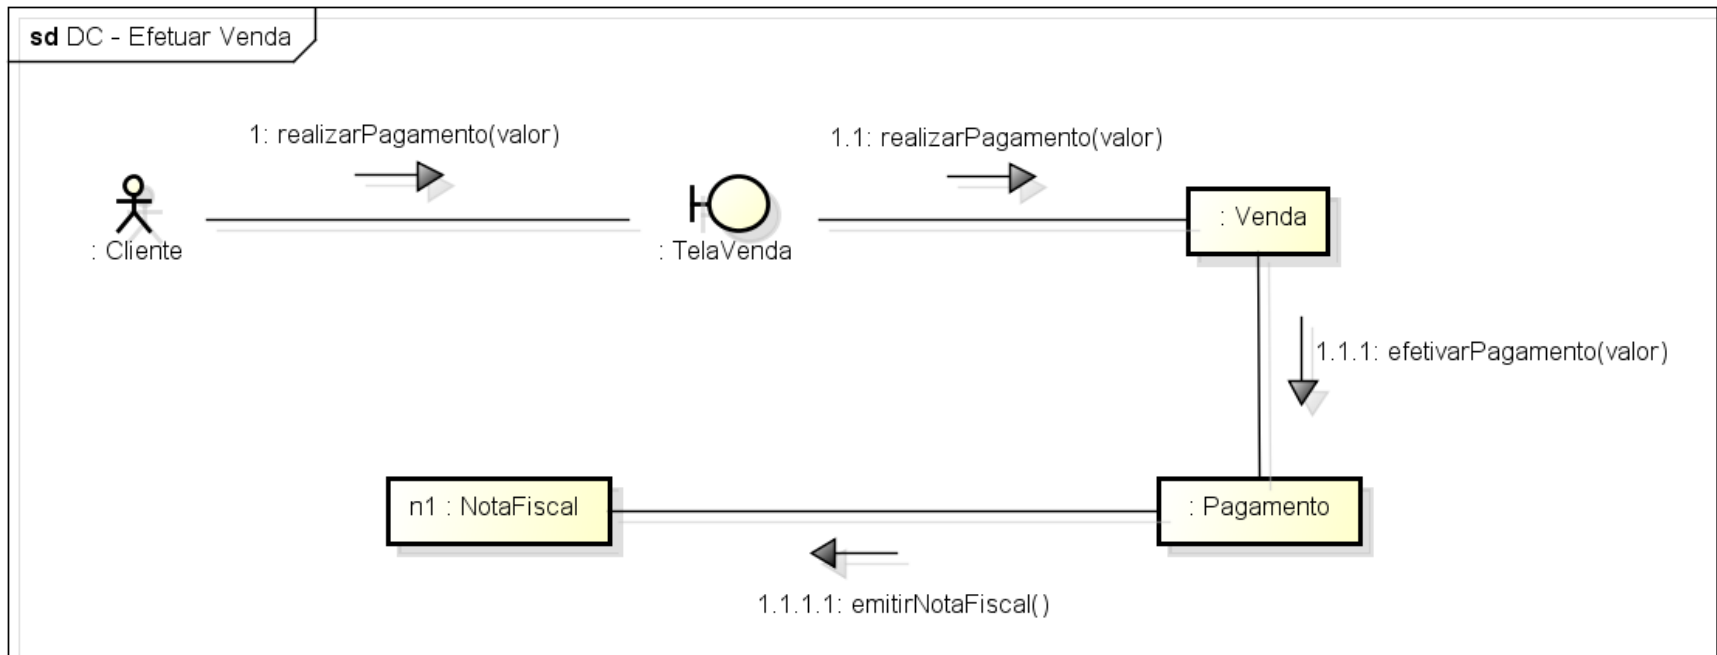 sd DC - Efetuar Venda
1: realizarPagamento(valor)
1.1: realizarPagamento(valor)
: Cliente
: TelaVenda
: Venda
1.1.1: efetivarPagamento(valor)
n1 : NotaFiscal
: Pagamento
1.1.1.1: emitirNotaFiscal()